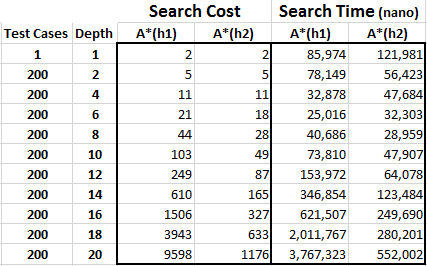 Search Cost Search Time (nano)
Test Cases Depth A*(h1) A*(h2) A*(h1) A*(h2)
1 1 2 2 85,974 121,981
200 2 5 5 78,149 56,423
200 4 11 11 32,878 47,684
200 6 21 18 25,016 32,303
200 8 44 28 40,686 28,959
200 10 103 49 73,810 47,907
200 12 249 87 153,972 64,078
200 14 610 165 346,854 123,484
200 16 1506 327 621,507 249,690
200 18 3943 633 2,011,767 280,201
200 20 9598 1176 3,767,323 552,002